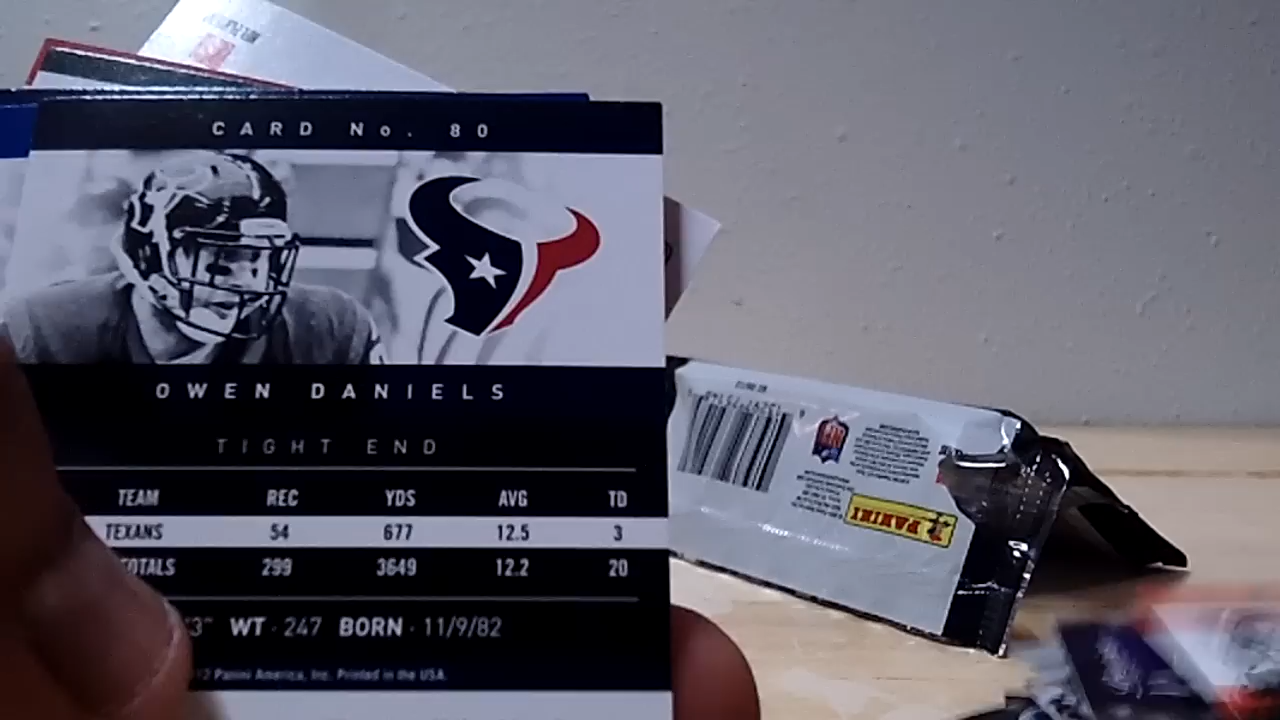 CARD No. 80
OWEN DANIELS
TIGHT END
TEAM REC YDS AVG TD
TEXANS 54 677 12.5 3
TOTALS 299 3649 12.2 20
3" WT · 247 BORN · 11/9/82
Panini America, Inc. Printed in the USA.
PANINI